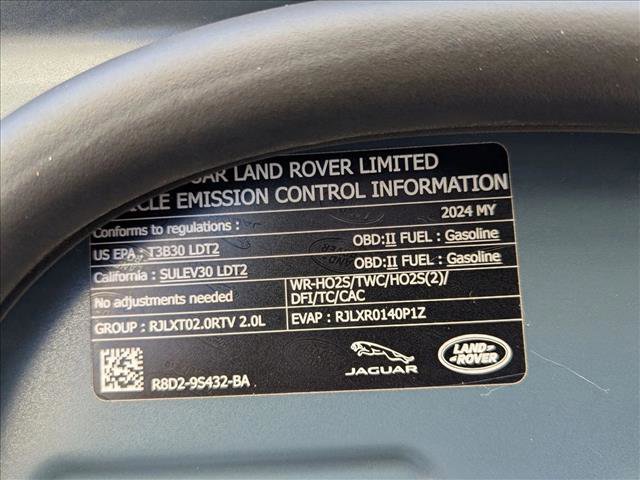 LAND ROVER LIMITED
EMISSION CONTROL INFORMATION
2024 MY
Conforms to regulations :
US EPA : T3B30 LDT2 OBD:II FUEL : Gasoline
California : SULEV30 LDT2 OBD:II FUEL : Gasoline
No adjustments needed
WR-HO2S/TWC/HO2S(2)/
DFI/TC/CAC
GROUP : RJLXT02.0RTV 2.0L EVAP : RJLXR0140P1Z
R8D2-9S432-BA
JAGUAR
LAND
ROVER